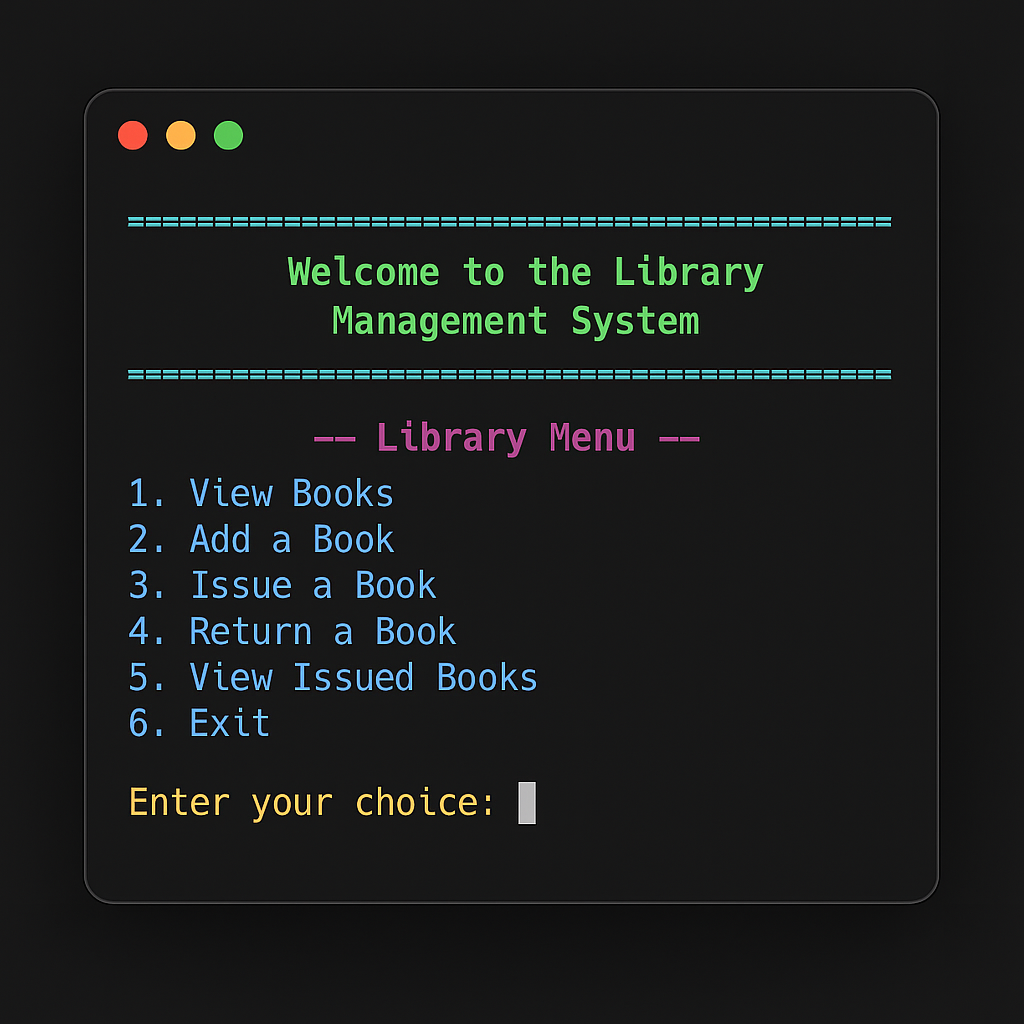 ============================================
Welcome to the Library
Management System
============================================
—— Library Menu ——
1. View Books
2. Add a Book
3. Issue a Book
4. Return a Book
5. View Issued Books
6. Exit
Enter your choice: